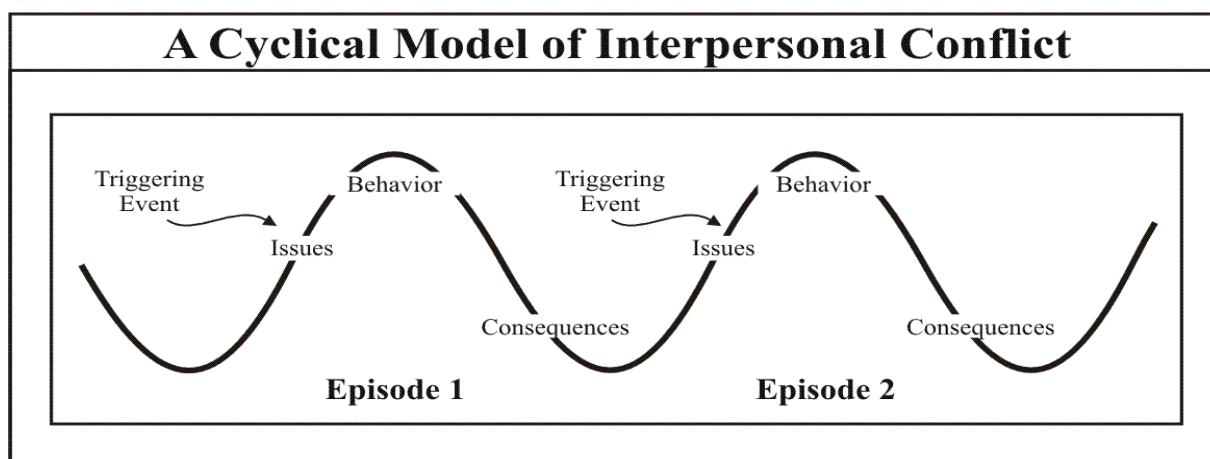 A Cyclical Model of Interpersonal Conflict
Triggering
Event
Issues
Behavior
Consequences
Episode 1
Triggering
Event
Issues
Behavior
Consequences
Episode 2